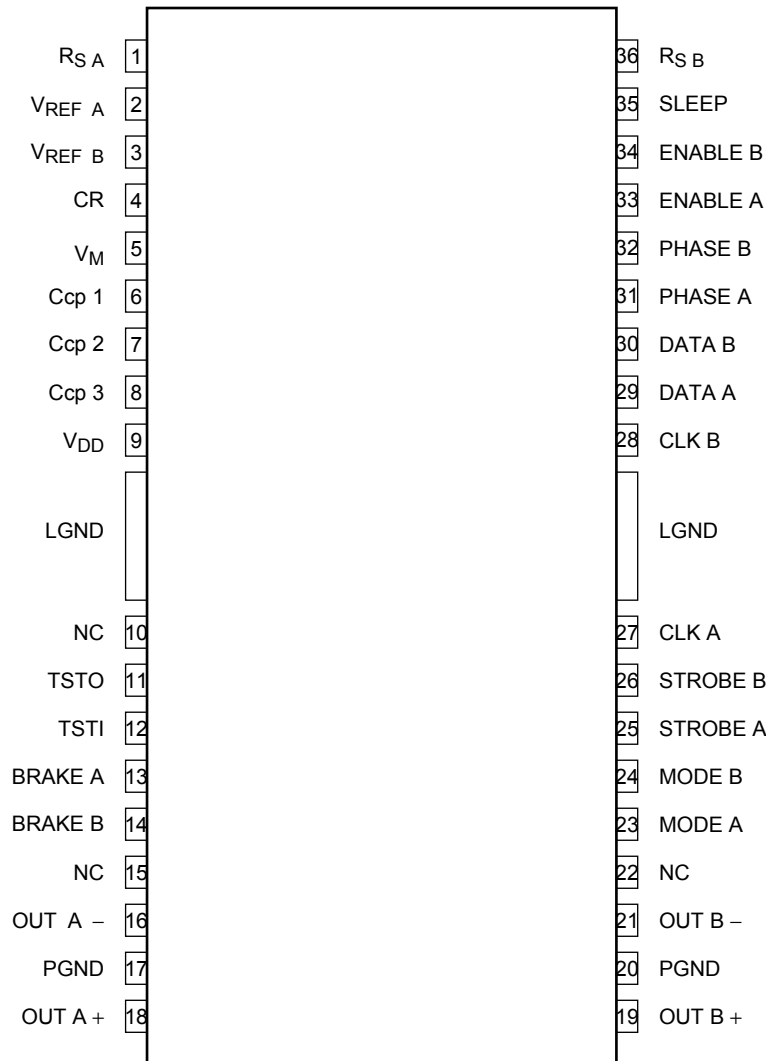 RS A 1 36 RS B
VREF A 2 35 SLEEP
VREF B 3 34 ENABLE B
CR 4 33 ENABLE A
VM 5 32 PHASE B
Ccp 1 6 31 PHASE A
Ccp 2 7 30 DATA B
Ccp 3 8 29 DATA A
VDD 9 28 CLK B
LGND LGND
NC 10 27 CLK A
TSTO 11 26 STROBE B
TSTI 12 25 STROBE A
BRAKE A 13 24 MODE B
BRAKE B 14 23 MODE A
NC 15 22 NC
OUT A − 16 21 OUT B −
PGND 17 20 PGND
OUT A + 18 19 OUT B +